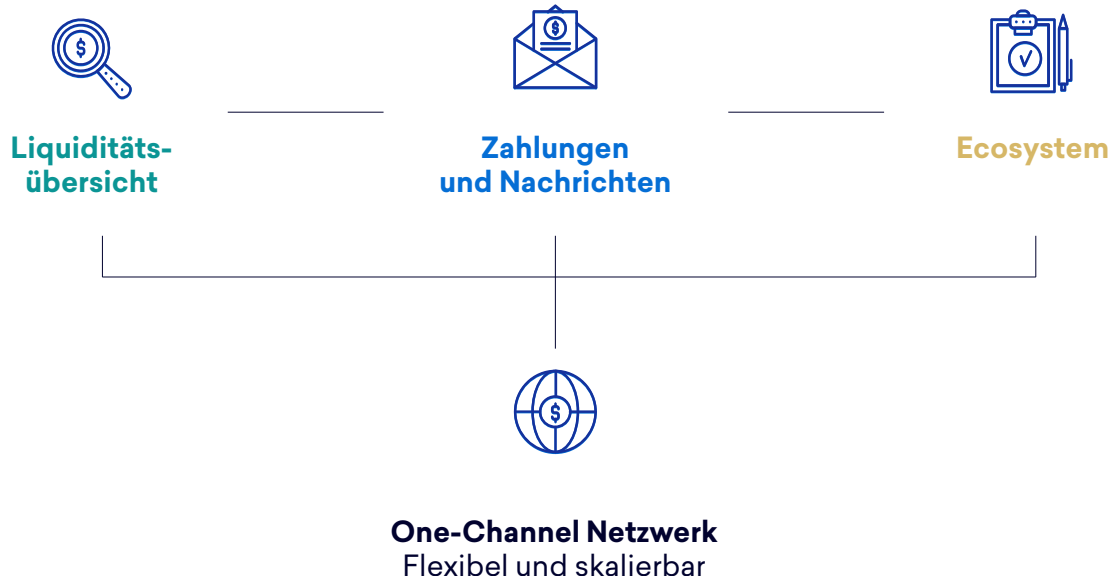 Liquiditäts-
übersicht
Zahlungen
und Nachrichten
Ecosystem
One-Channel Netzwerk
Flexibel und skalierbar